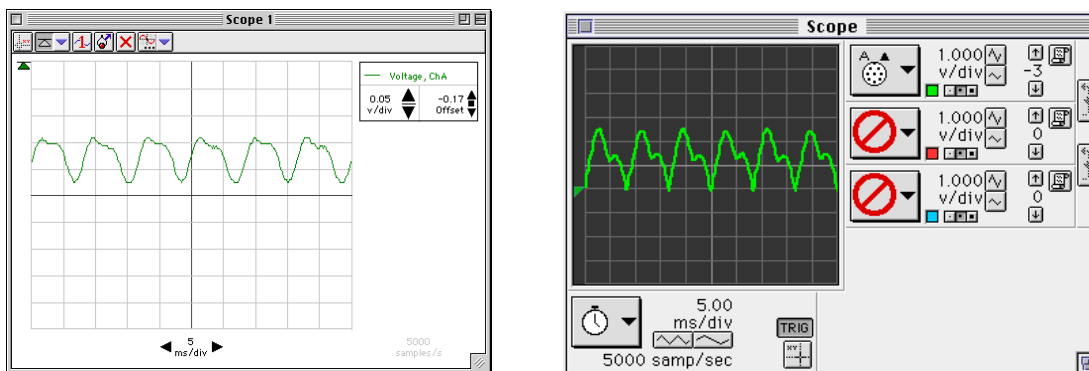 Scope 1
Voltage, ChA
0.05 v/div
-0.17 Offset
5 ms/div
5000 samples/s
Scope
A
1.000 v/div
-3
1.000 v/div
0
1.000 v/div
0
5.00 ms/div
TRIG
5000 samp/sec